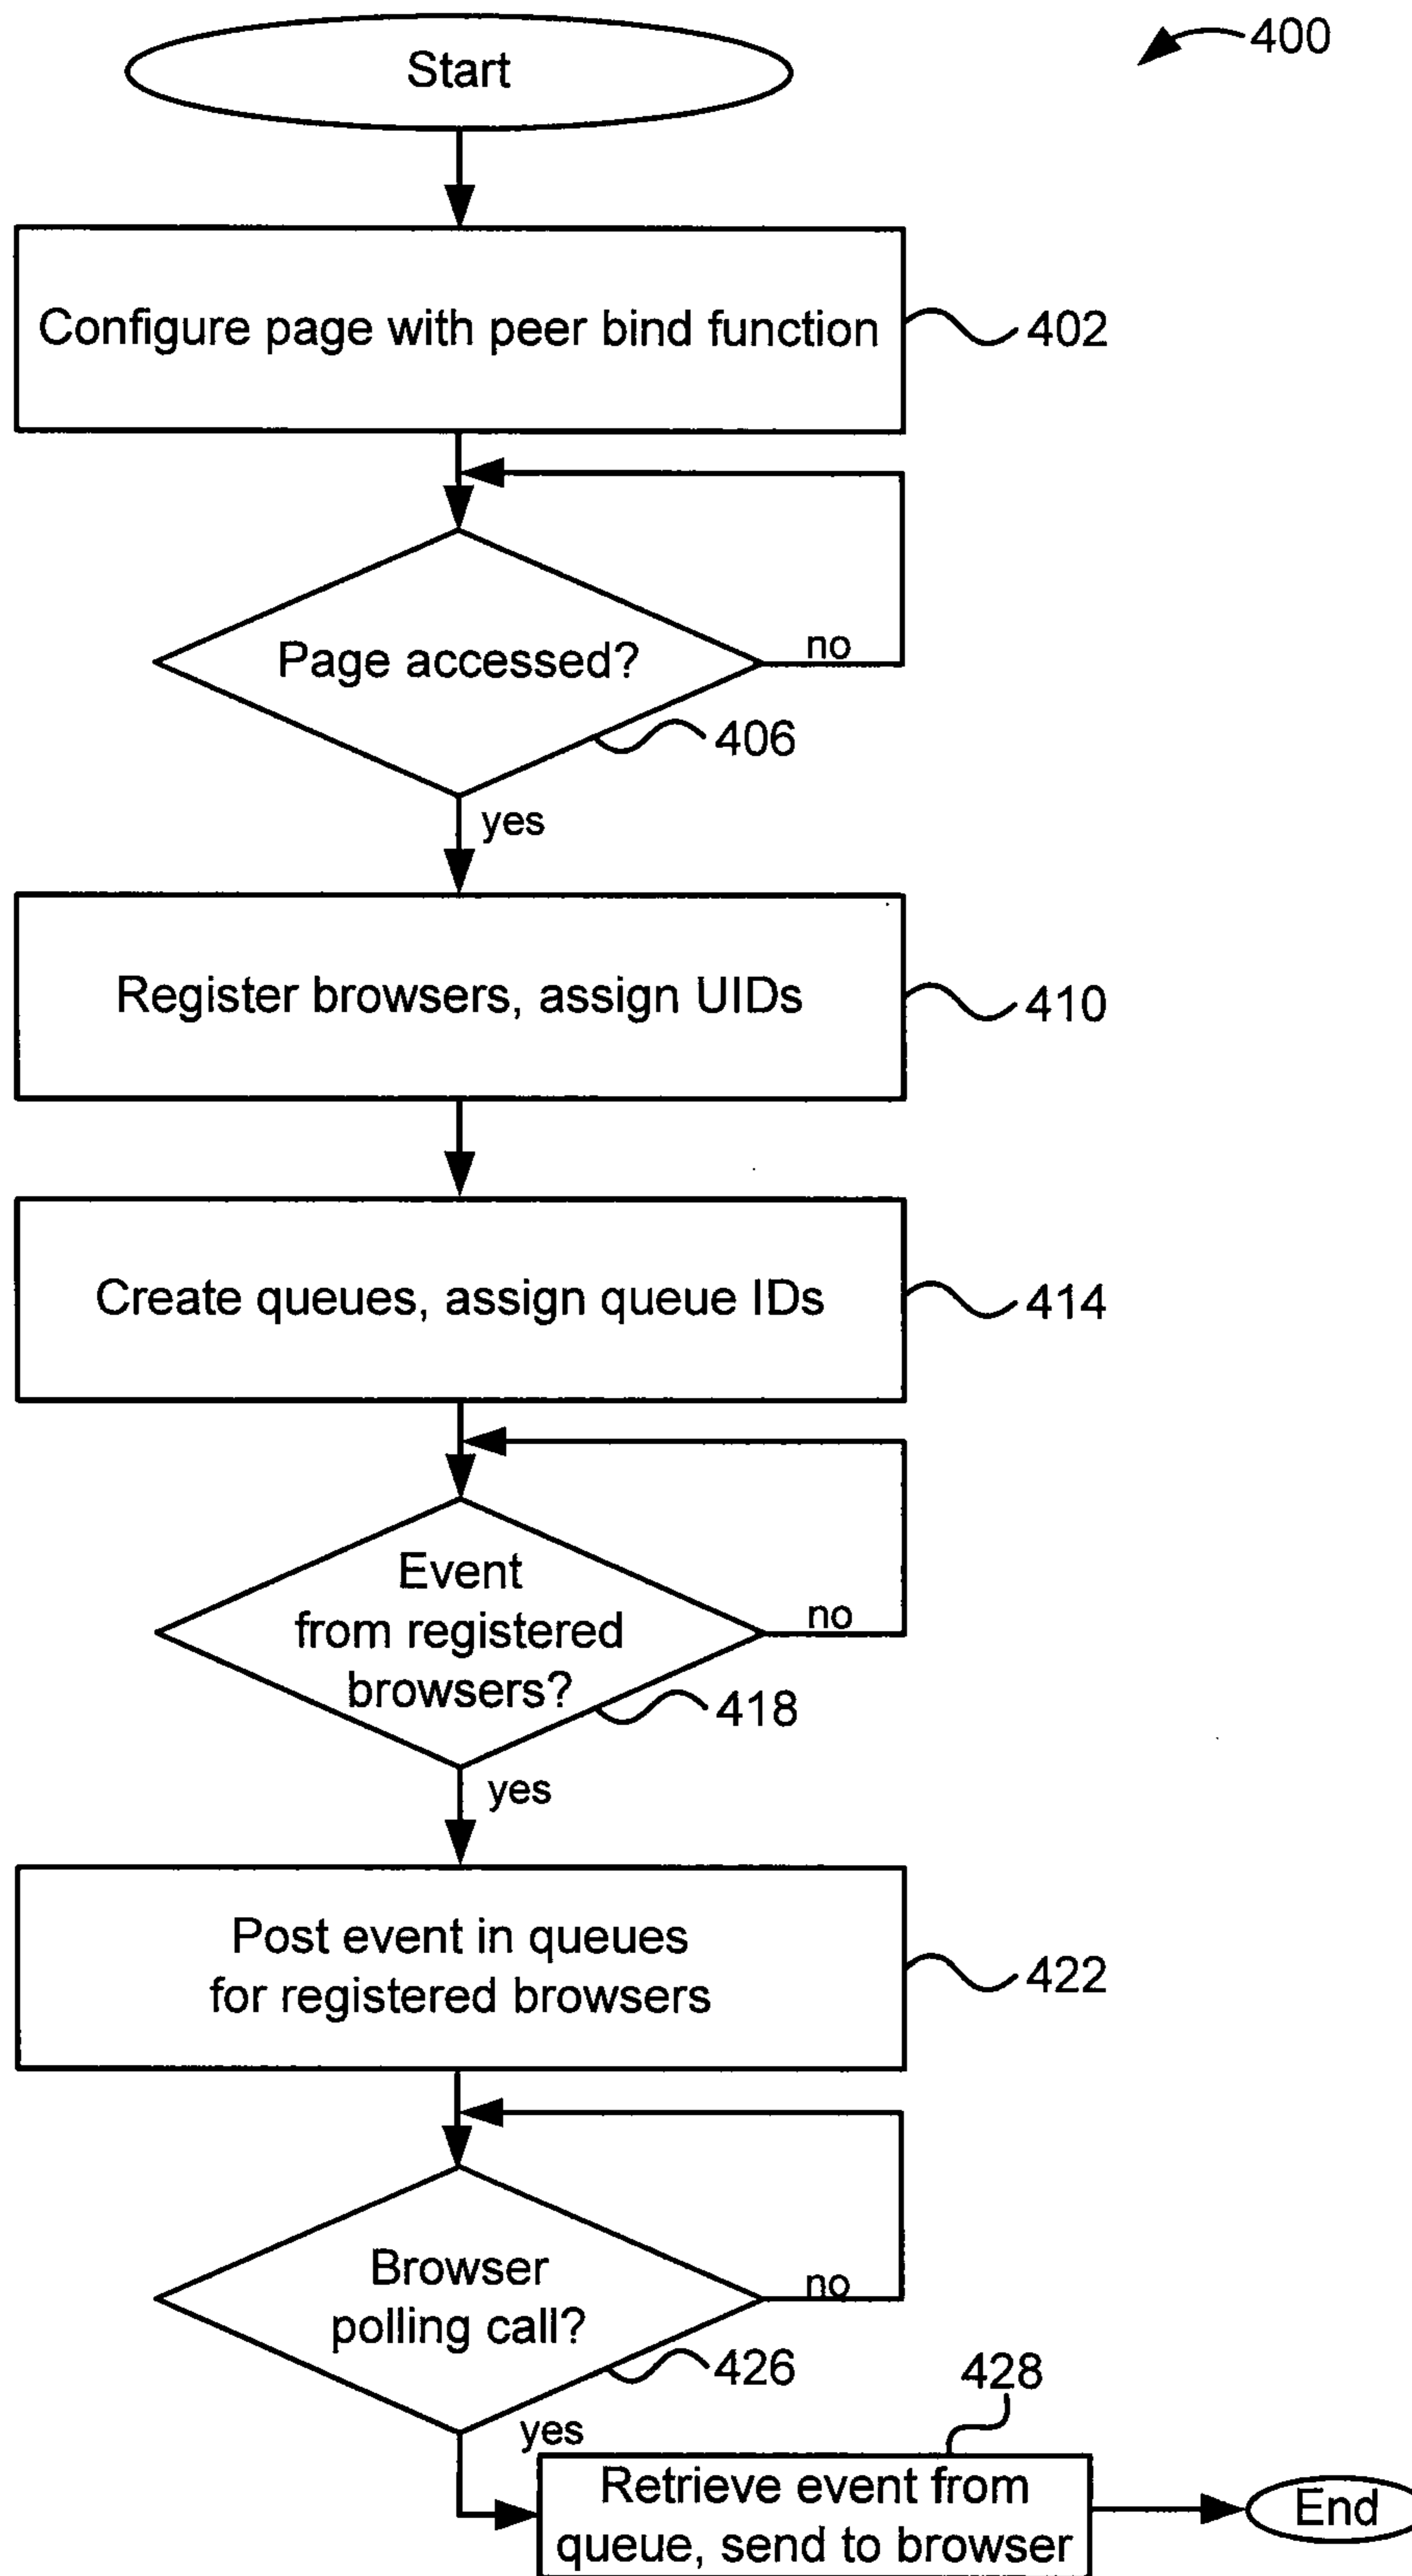 Start
400
Configure page with peer bind function
402
no
Page accessed?
406
yes
Register browsers, assign UIDs
410
Create queues, assign queue IDs
414
Event
from registered
browsers?
no
418
yes
Post event in queues
for registered browsers
422
Browser
polling call?
no
426
428
yes
Retrieve event from
queue, send to browser
End